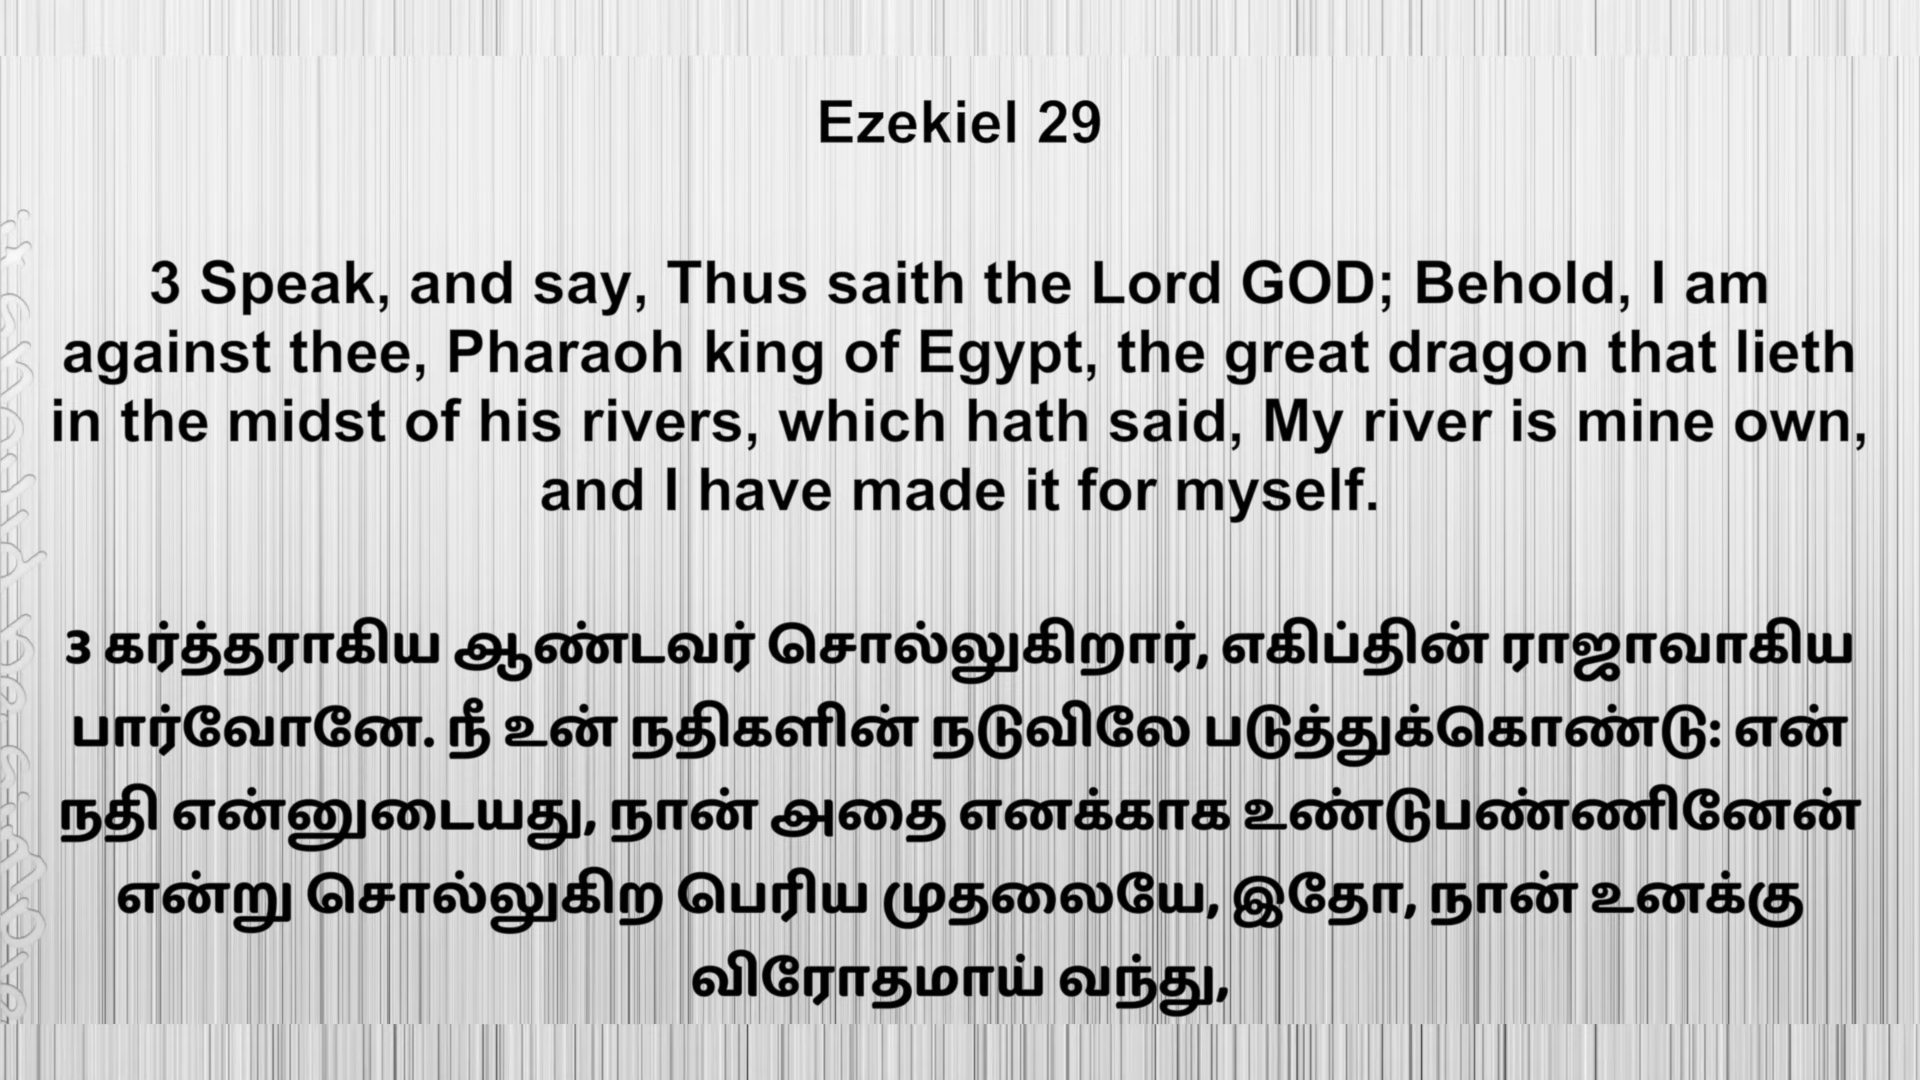 Ezekiel 29
3 Speak, and say, Thus saith the Lord GOD; Behold, I am
against thee, Pharaoh king of Egypt, the great dragon that lieth
in the midst of his rivers, which hath said, My river is mine own,
and I have made it for myself.
3 கர்த்தராகிய ஆண்டவர் சொல்லுகிறார், எகிப்தின் ராஜாவாகிய
பார்வோனே. நீ உன் நதிகளின் நடுவிலே படுத்துக்கொண்டு: என்
நதி என்னுடையது, நான் அதை எனக்காக உண்டுபண்ணினேன்
என்று சொல்லுகிற பெரிய முதலையே, இதோ, நான் உனக்கு
விரோதமாய் வந்து,